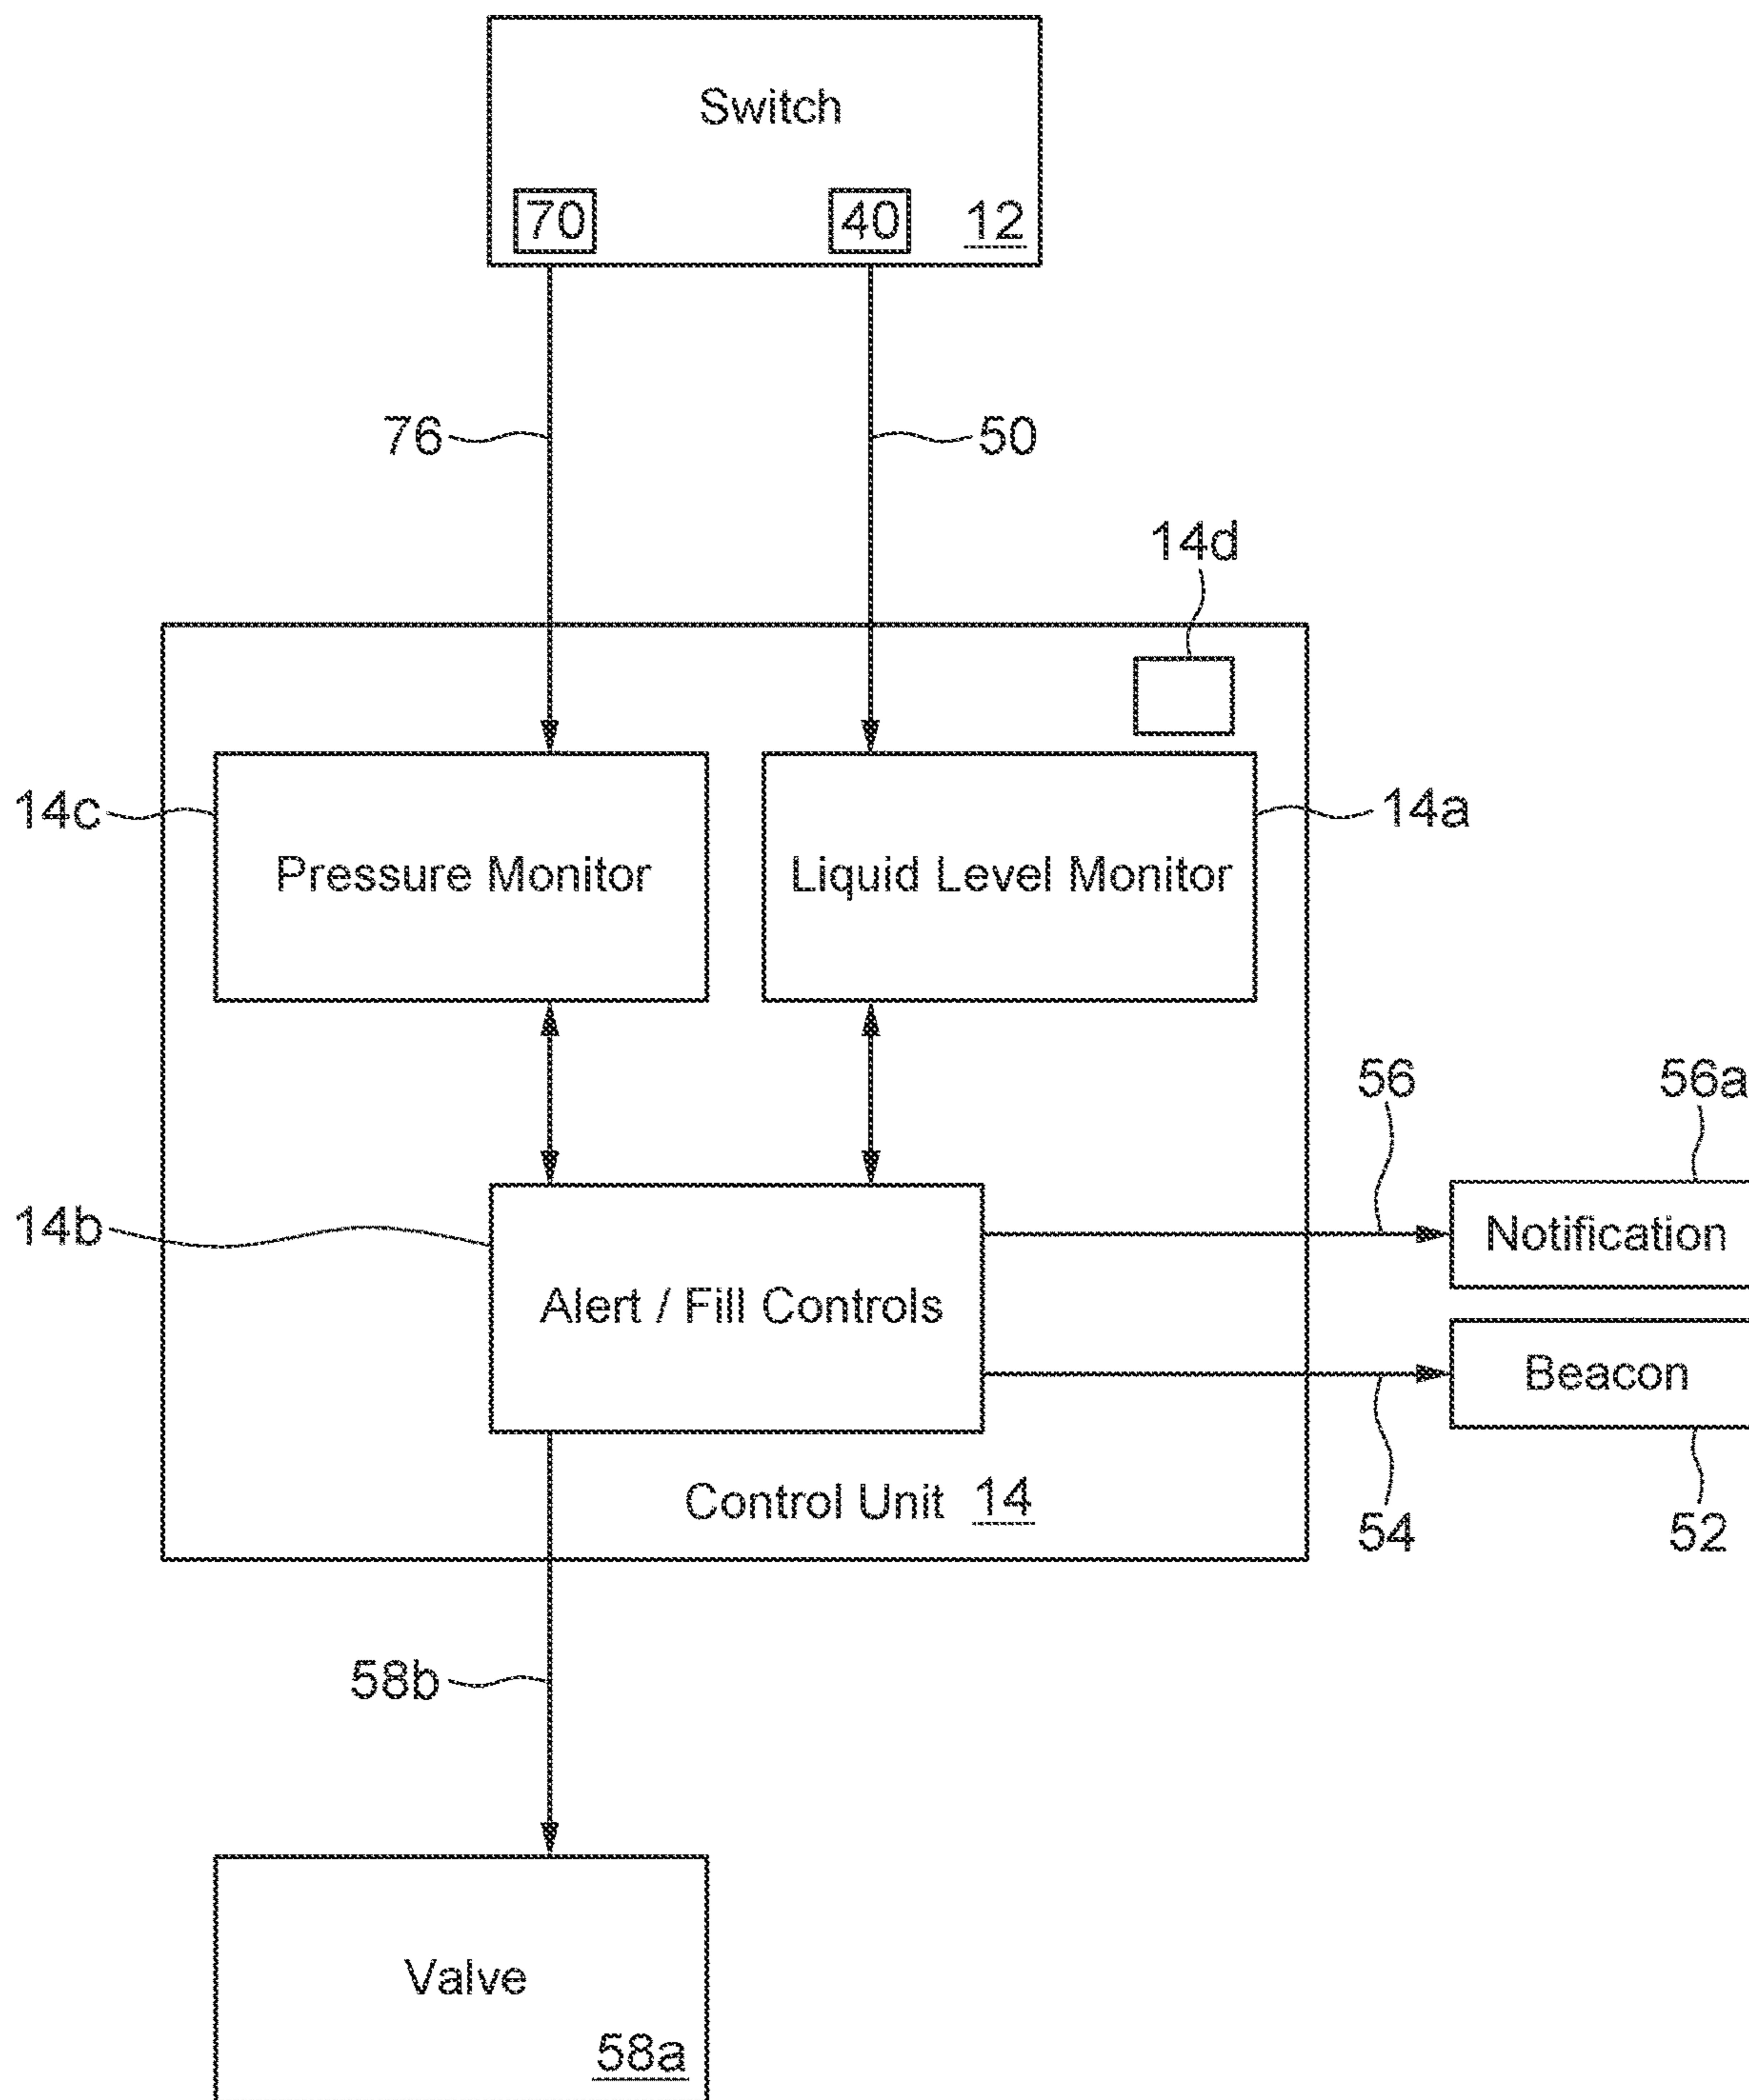 Switch
70 40 12
76 50
14d
14c 14a
Pressure Monitor Liquid Level Monitor
56 56a
14b Notification
Alert / Fill Controls
Beacon
Control Unit 14
54 52
58b
Valve
58a